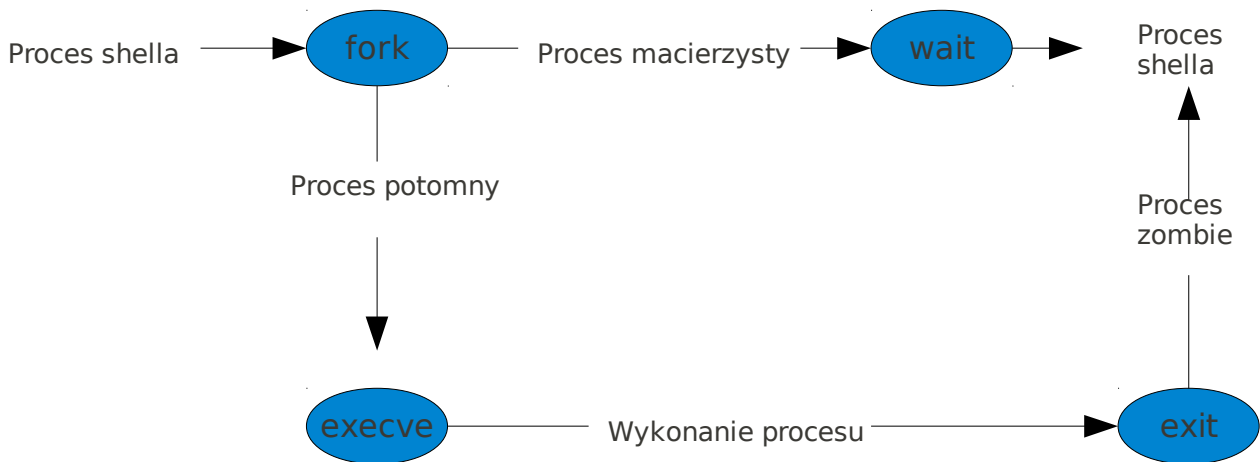 Proces shella
fork
Proces macierzysty
wait
Proces
shella
Proces potomny
Proces
zombie
execve
Wykonanie procesu
exit